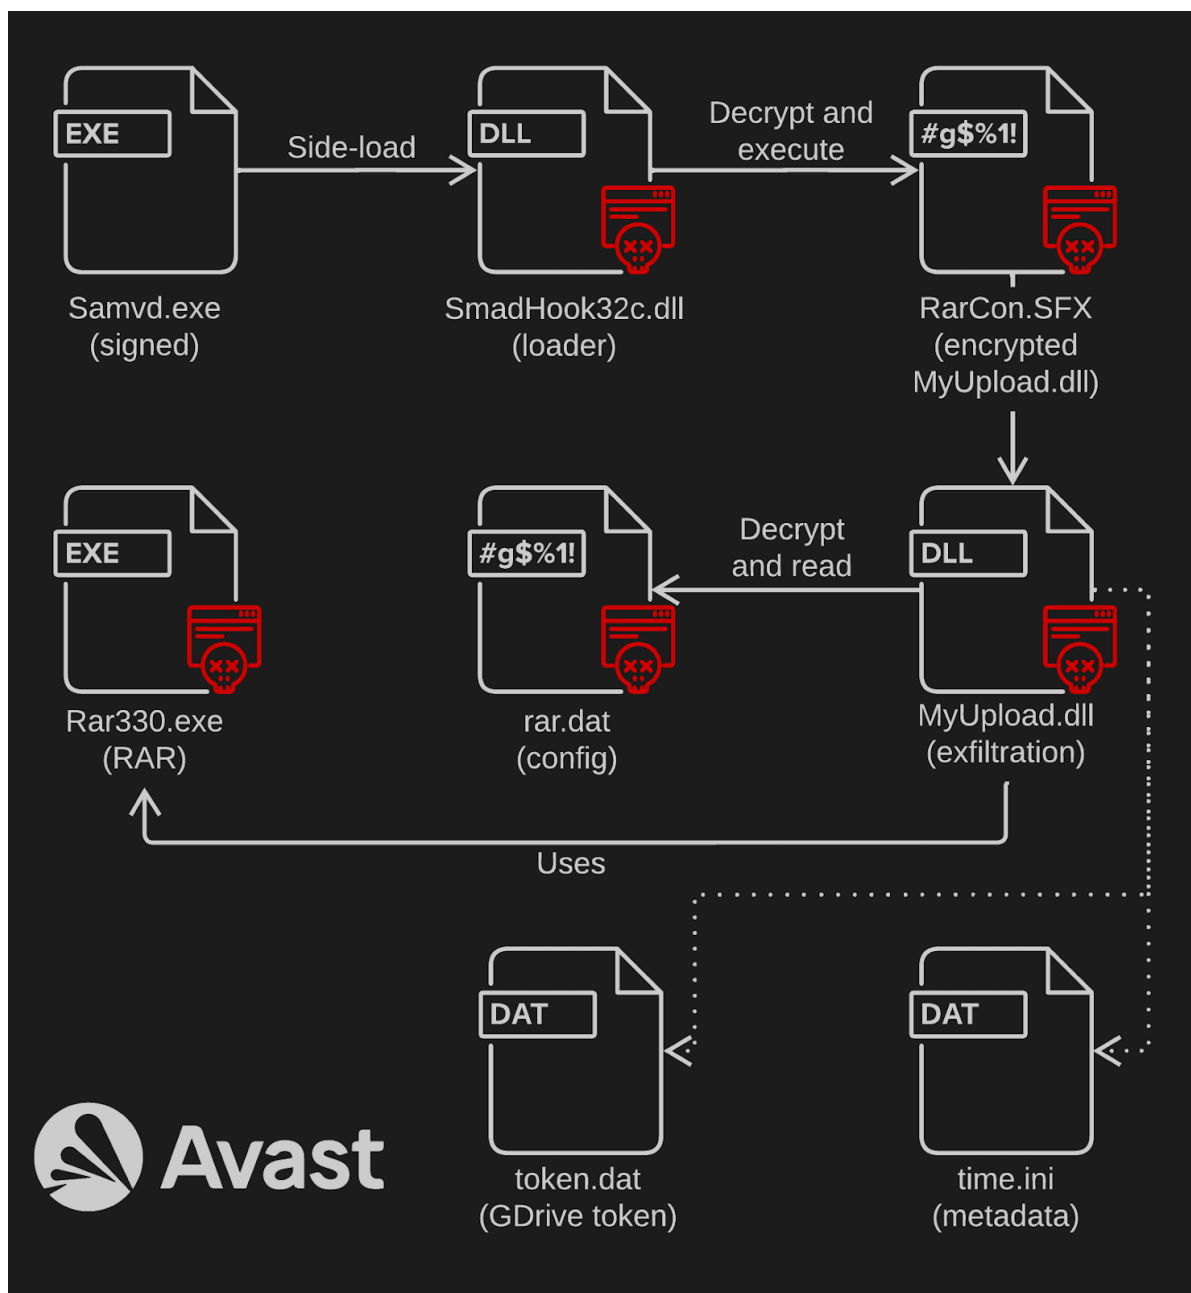 EXE
Side-load
DLL
Decrypt and
execute
#g$%1!
Samvd.exe
(signed)
SmadHook32c.dll
(loader)
RarCon.SFX
(encrypted
MyUpload.dll)
EXE
#g$%1!
Decrypt
and read
DLL
Rar330.exe
(RAR)
rar.dat
(config)
MyUpload.dll
(exfiltration)
Uses
DAT
DAT
Avast
token.dat
(GDrive token)
time.ini
(metadata)